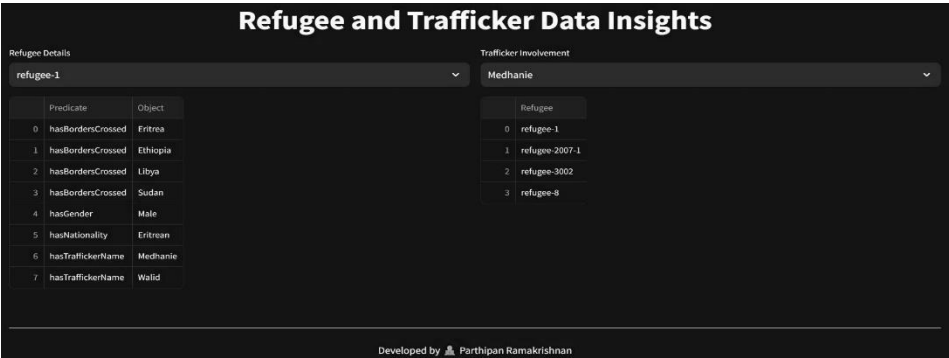 Refugee and Trafficker Data Insights
Refugee Details
refugee-1
Predicate Object
0 hasBordersCrossed Eritrea
1 hasBordersCrossed Ethiopia
2 hasBordersCrossed Libya
3 hasBordersCrossed Sudan
4 hasGender Male
5 hasNationality Eritrean
6 hasTraffickerName Medhanie
7 hasTraffickerName Walid
Trafficker Involvement
Medhanie
Refugee
0 refugee-1
1 refugee-2007-1
2 refugee-3002
3 refugee-8
Developed by Parthipan Ramakrishnan